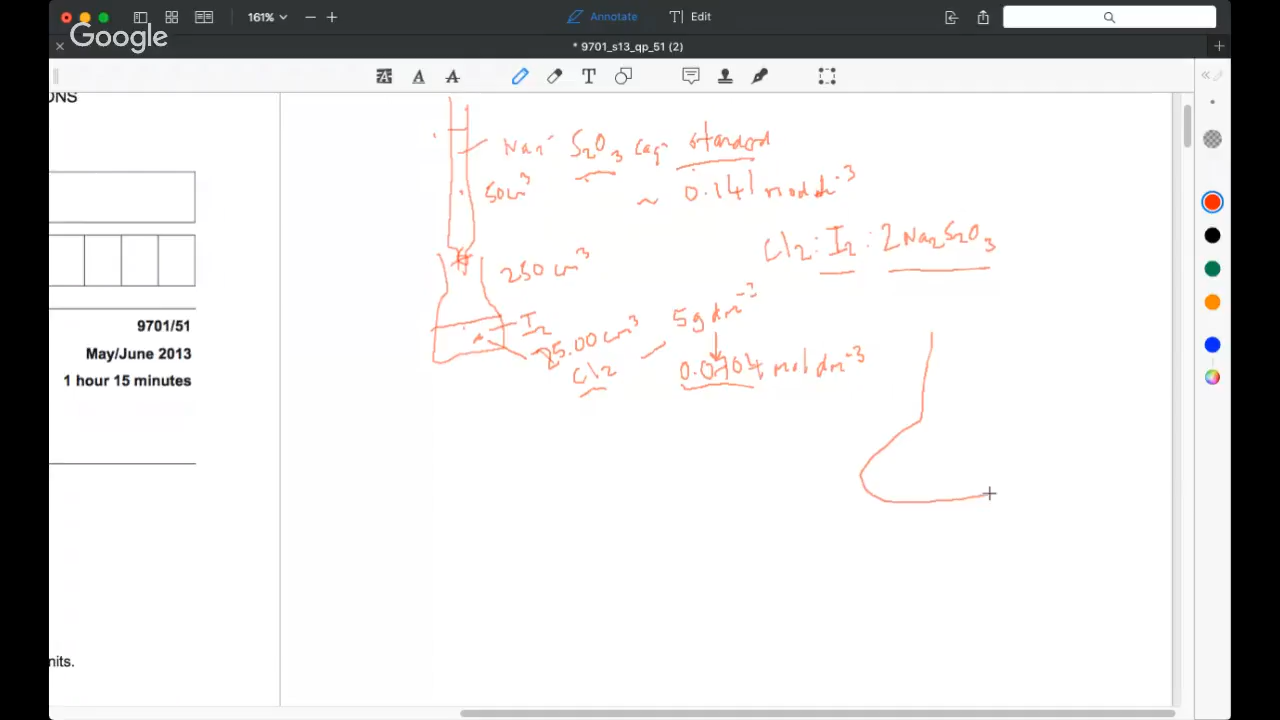 161%
Annotate
Edit
Google
* 9701_s13_qp_51 (2)
ONS
S2O3 (aq) standard
50cm3
~ 0.141 mol dm-3
Cl2 : I2 : 2Na2S2O3
250 cm3
I2
25.00 cm3
5g dm-3
Cl2
0.0704 mol dm-3
9701/51
May/June 2013
1 hour 15 minutes
nits.